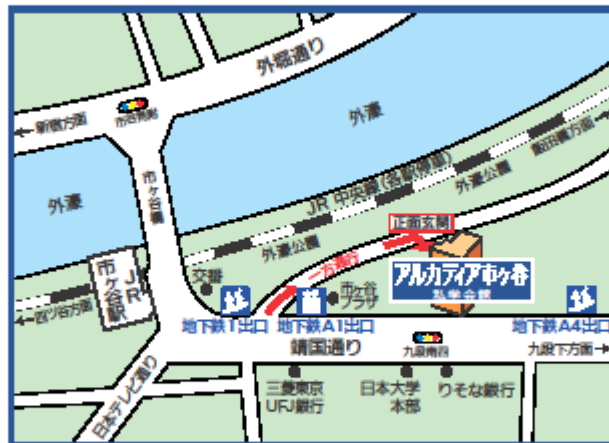 外堀通り
←新宿方面
市谷見附
外濠
外濠
市ヶ谷橋
JR 中央線(各駅停車)
飯田橋方面
外濠公園
外濠公園
正面玄関
一方通行
アルカディア市ヶ谷
私学会館
交番
市ヶ谷
プラザ
JR
市ヶ谷駅
四ツ谷方面
地下鉄1出口
地下鉄A1出口
地下鉄A4出口
靖国通り
九段南四
九段下方面→
日本テレビ通り
三菱東京
UFJ銀行
日本大学
本部
りそな銀行